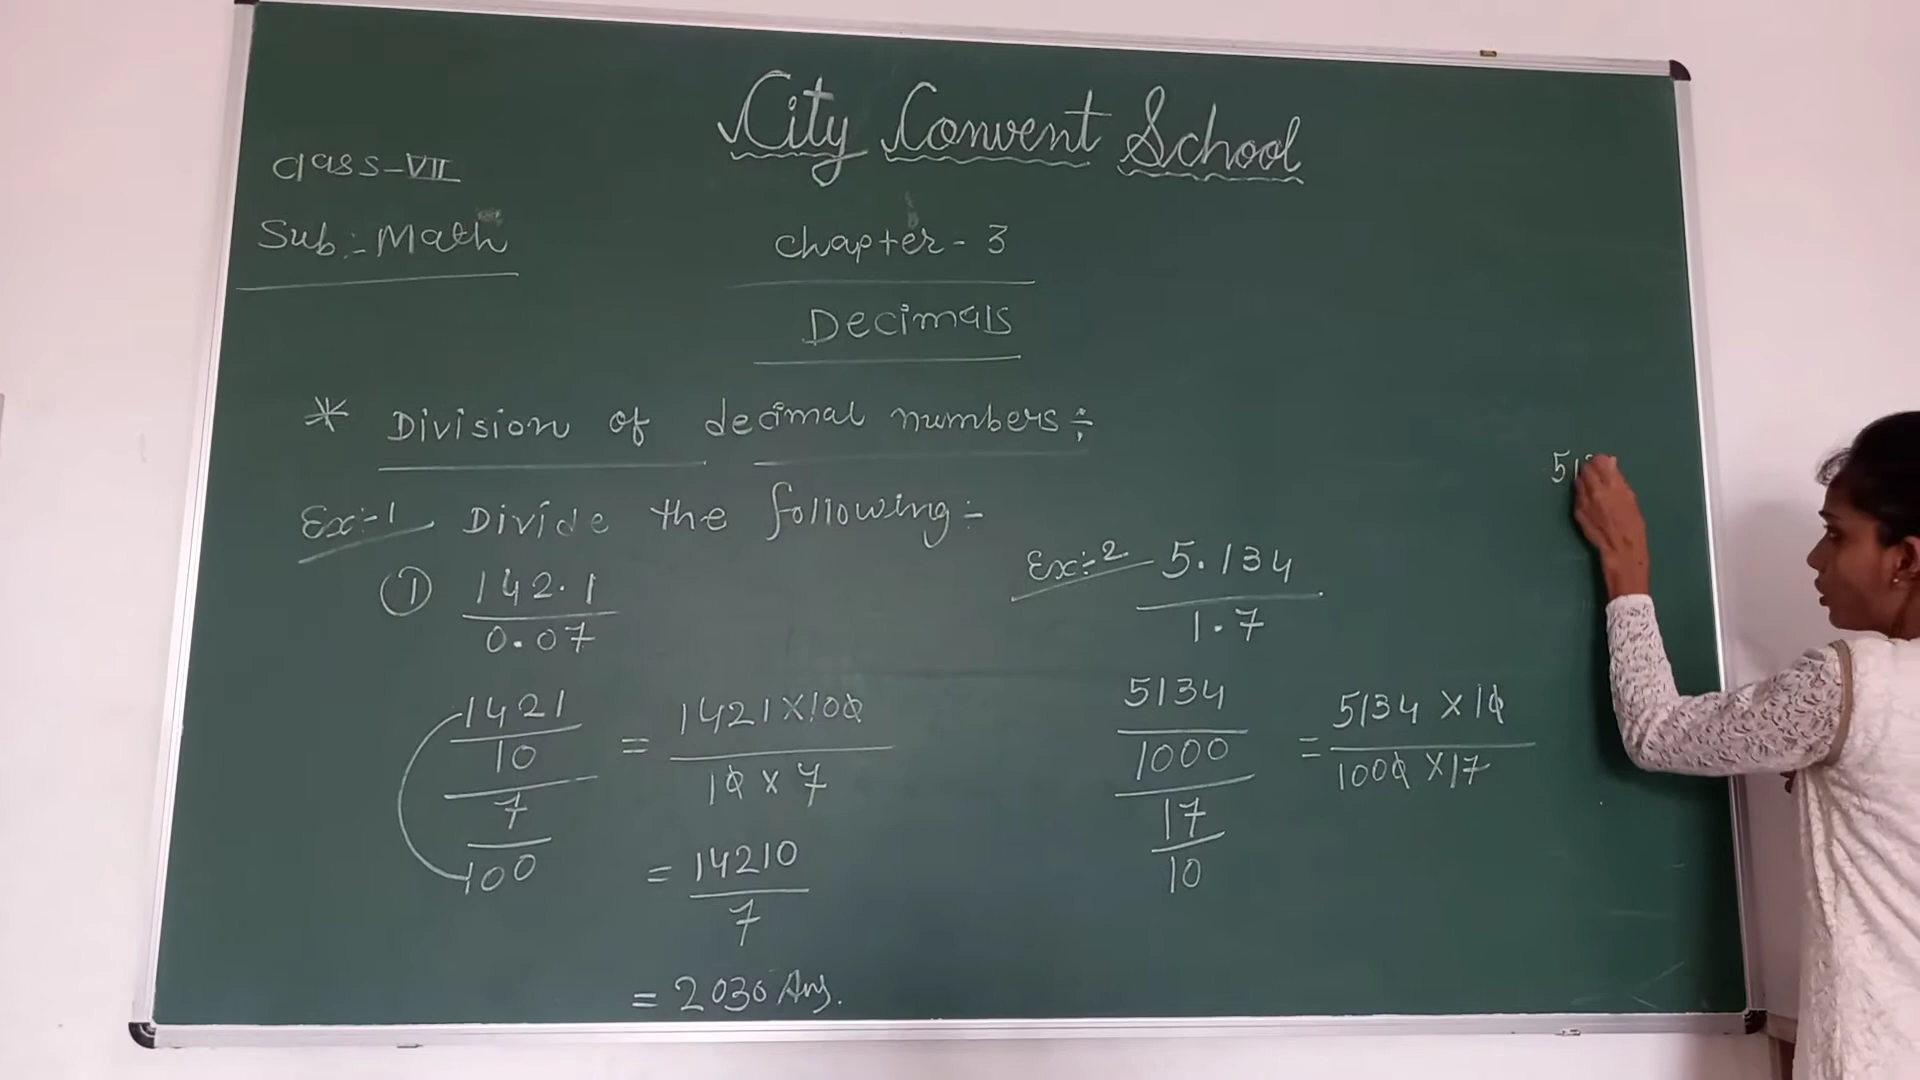 City Convent School
Class-VII
Sub:-Math
Chapter-3
Decimals
* Division of decimal numbers÷
Ex:-1 Divide the following:-
① 142.1
0.07
1421
10
7
100
= 1421×100
10×7
= 14210
7
= 2030 Ans.
Ex:-2 5.134
1.7
5134
1000
17
10
= 5134×10
1000×17